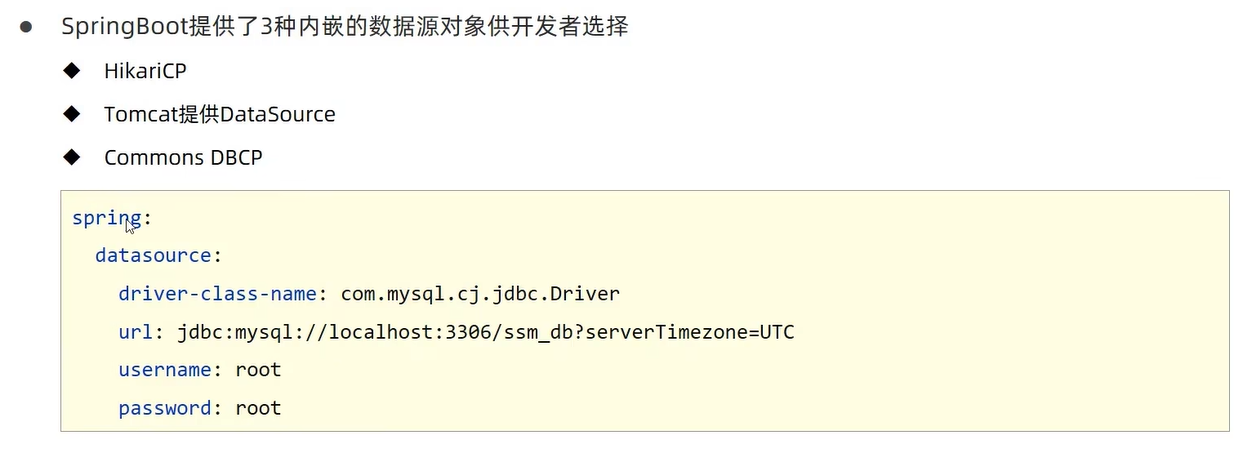 SpringBoot提供了3种内嵌的数据源对象供开发者选择
HikariCP
Tomcat提供DataSource
Commons DBCP
spring:
  datasource:
    driver-class-name: com.mysql.cj.jdbc.Driver
    url: jdbc:mysql://localhost:3306/ssm_db?serverTimezone=UTC
    username: root
    password: root